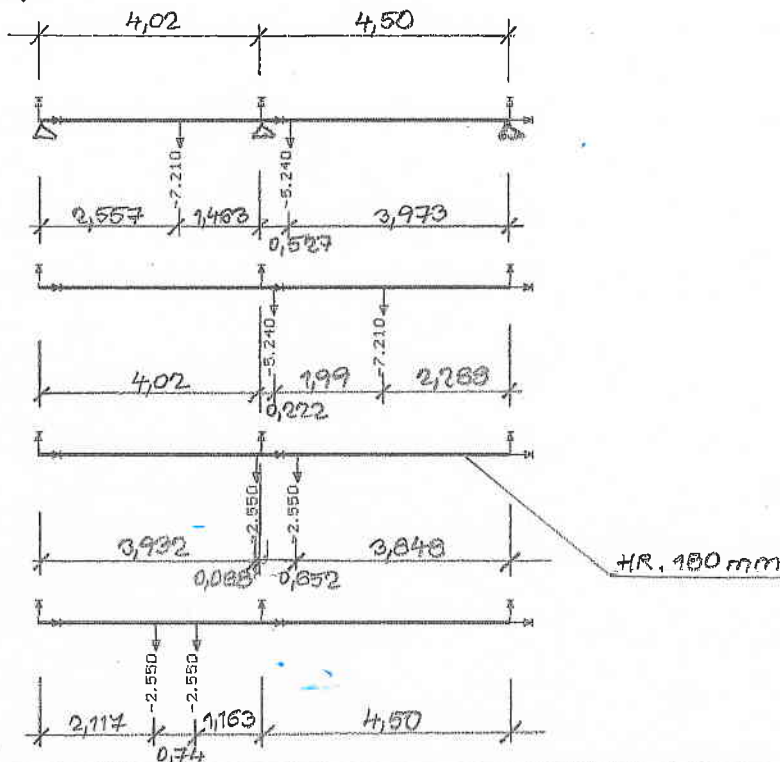 4,02 4,50
-7.210 -5.240
2,557 1,463 0,527 3,973
-5.240 -7.210
4,02 0,222 1,99 2,288
-2.550 -2.550
3,932 0,088 0,652 3,848
HR. 180 mm
-2.550 -2.550
2,117 0,74 1,163 4,50